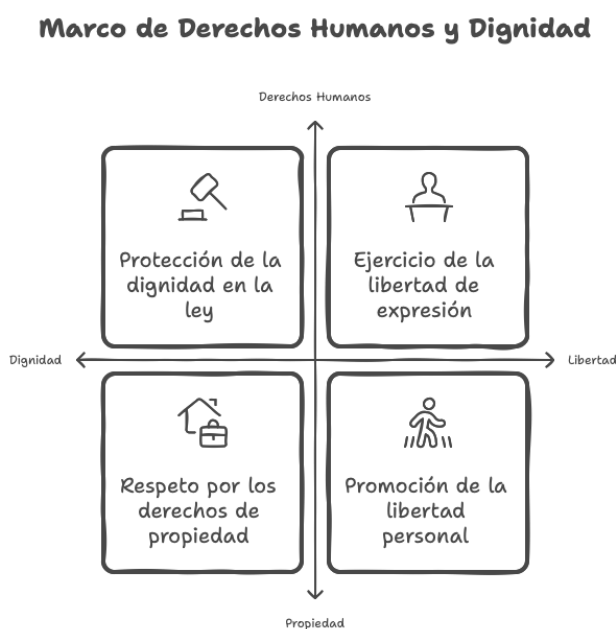 Marco de Derechos Humanos y Dignidad
Derechos Humanos
Protección de la
dignidad en la
ley
Ejercicio de la
libertad de
expresión
Dignidad
Libertad
Respeto por los
derechos de
propiedad
Promoción de la
libertad
personal
Propiedad